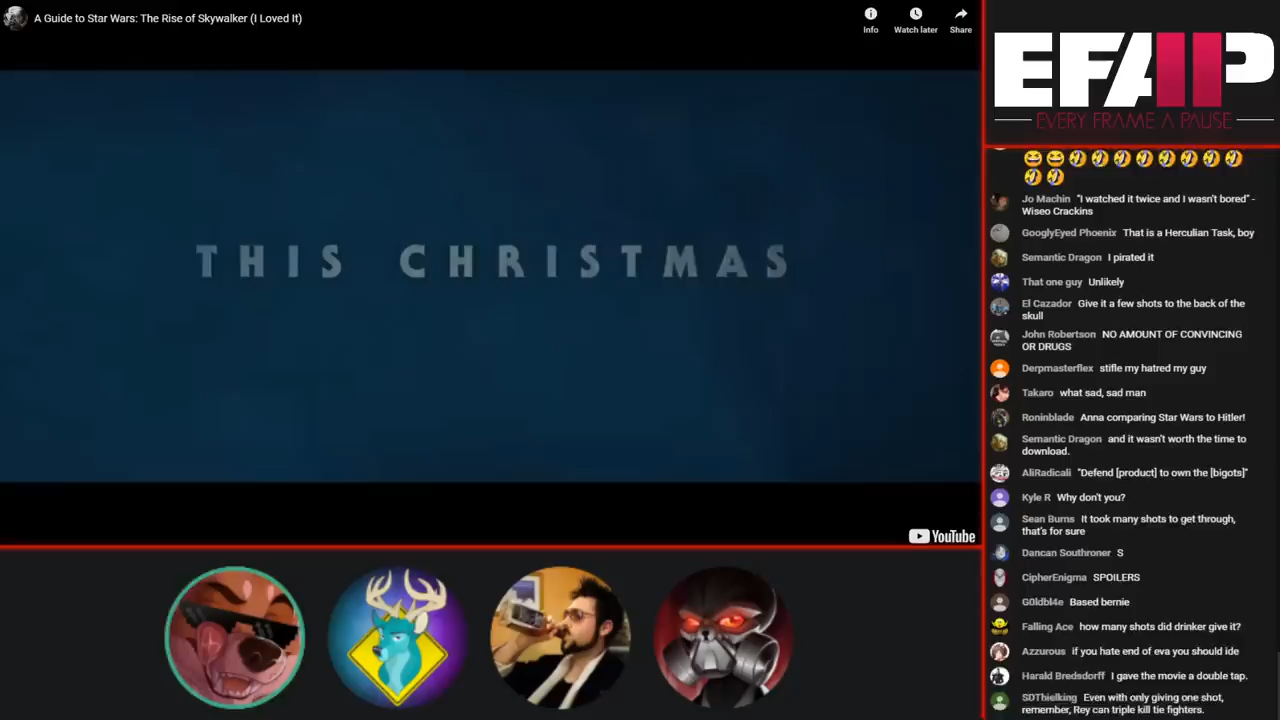 A Guide to Star Wars: The Rise of Skywalker (I Loved It)
Info
Watch later
Share
THIS CHRISTMAS
YouTube
EFAP
EVERY FRAME A PAUSE
Jo Machin "I watched it twice and I wasn't bored" -
Wiseo Crackins
GooglyEyed Phoenix That is a Herculian Task, boy
Semantic Dragon I pirated it
That one guy Unlikely
El Cazador Give it a few shots to the back of the
skull
John Robertson NO AMOUNT OF CONVINCING
OR DRUGS
Derpmasterflex stifle my hatred my guy
Takaro what sad, sad man
Roninblade Anna comparing Star Wars to Hitler!
Semantic Dragon and it wasn't worth the time to
download.
AliRadicali "Defend [product] to own the [bigots]"
Kyle R Why don't you?
Sean Burns It took many shots to get through,
that's for sure
Dancan Southroner S
CipherEnigma SPOILERS
G0ldbl4e Based bernie
Falling Ace how many shots did drinker give it?
Azzurous if you hate end of eva you should ide
Harald Bredsdorff I gave the movie a double tap.
SDThielking Even with only giving one shot,
remember, Rey can triple kill tie fighters.